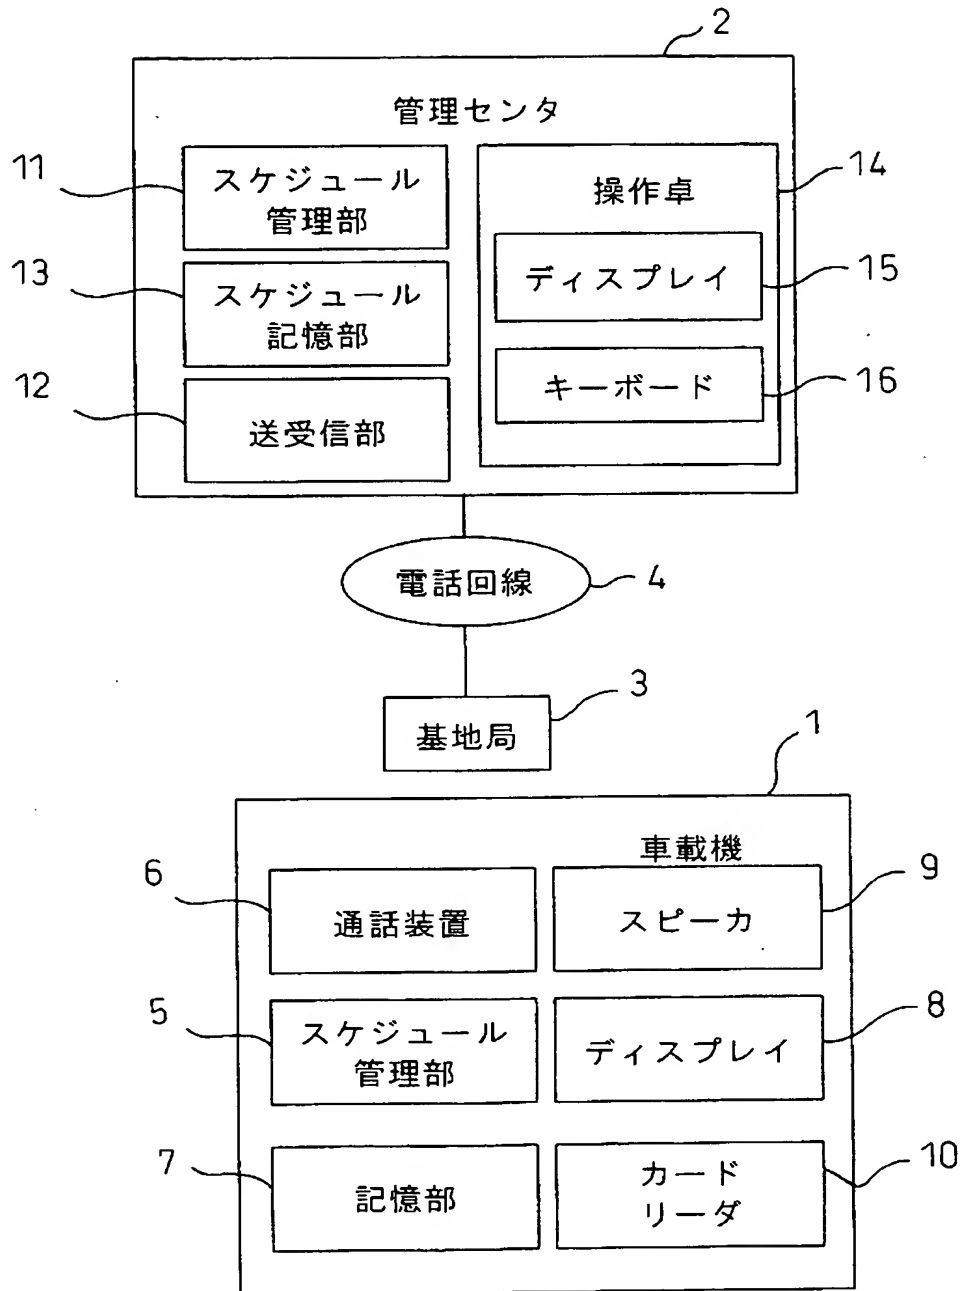 2
管理センタ
11
スケジュール
管理部
13
スケジュール
記憶部
12
送受信部
14
操作卓
15
ディスプレイ
16
キーボード
電話回線
4
3
基地局
1
車載機
6
通話装置
9
スピーカ
5
スケジュール
管理部
8
ディスプレイ
7
記憶部
10
カード
リーダ